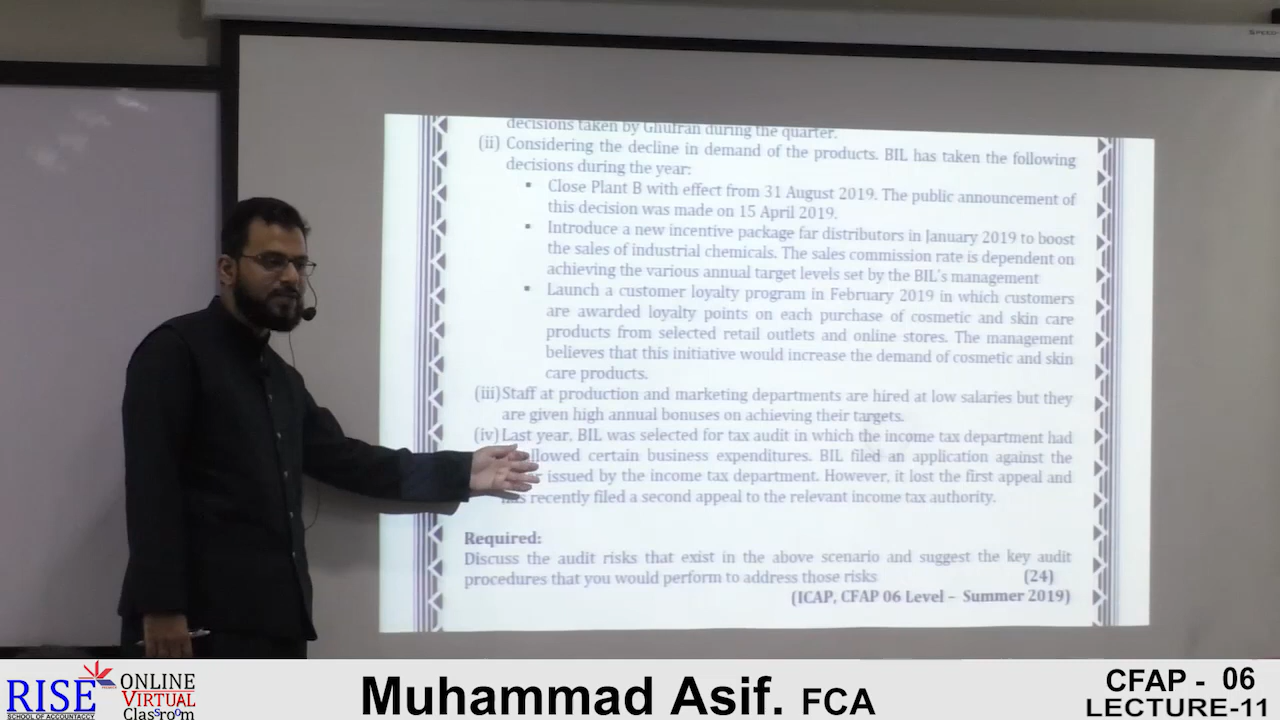 SPEED
decisions taken by Ghufran during the quarter.
(ii) Considering the decline in demand of the products. BIL has taken the following
decisions during the year:
▪ Close Plant B with effect from 31 August 2019. The public announcement of
this decision was made on 15 April 2019.
▪ Introduce a new incentive package far distributors in January 2019 to boost
the sales of industrial chemicals. The sales commission rate is dependent on
achieving the various annual target levels set by the BIL's management
▪ Launch a customer loyalty program in February 2019 in which customers
are awarded loyalty points on each purchase of cosmetic and skin care
products from selected retail outlets and online stores. The management
believes that this initiative would increase the demand of cosmetic and skin
care products.
(iii) Staff at production and marketing departments are hired at low salaries but they
are given high annual bonuses on achieving their targets.
(iv) Last year, BIL was selected for tax audit in which the income tax department had
allowed certain business expenditures. BIL filed an application against the
issued by the income tax department. However, it lost the first appeal and
has recently filed a second appeal to the relevant income tax authority.
Required:
Discuss the audit risks that exist in the above scenario and suggest the key audit
procedures that you would perform to address those risks (24)
(ICAP, CFAP 06 Level – Summer 2019)
RISE
SCHOOL OF ACCOUNTACCY
ONLINE
VIRTUAL
ClassroOm
Muhammad Asif. FCA
CFAP - 06
LECTURE-11